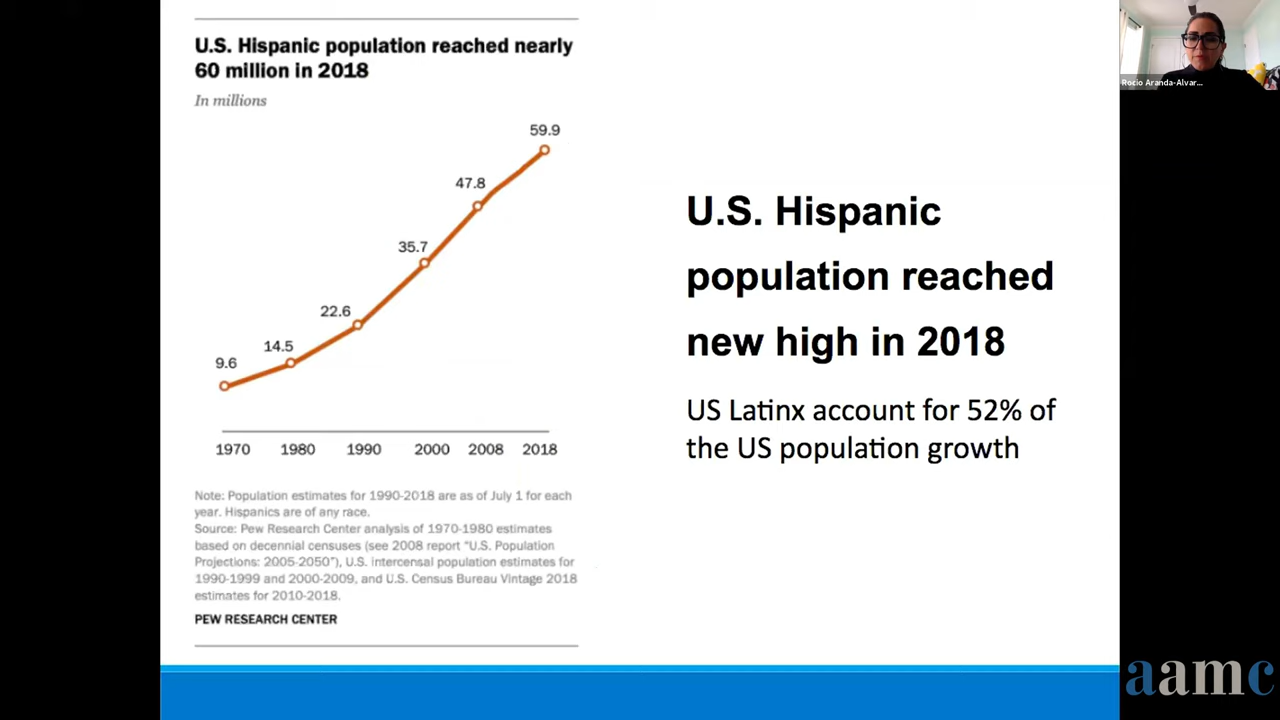 U.S. Hispanic population reached nearly
60 million in 2018
In millions
59.9
47.8
35.7
22.6
14.5
9.6
1970 1980 1990 2000 2008 2018
Note: Population estimates for 1990-2018 are as of July 1 for each
year. Hispanics are of any race.
Source: Pew Research Center analysis of 1970-1980 estimates
based on decennial censuses (see 2008 report “U.S. Population
Projections: 2005-2050”), U.S. intercensal population estimates for
1990-1999 and 2000-2009, and U.S. Census Bureau Vintage 2018
estimates for 2010-2018.
PEW RESEARCH CENTER
U.S. Hispanic
population reached
new high in 2018
US Latinx account for 52% of
the US population growth
Rocio Aranda-Alvar...
aamc